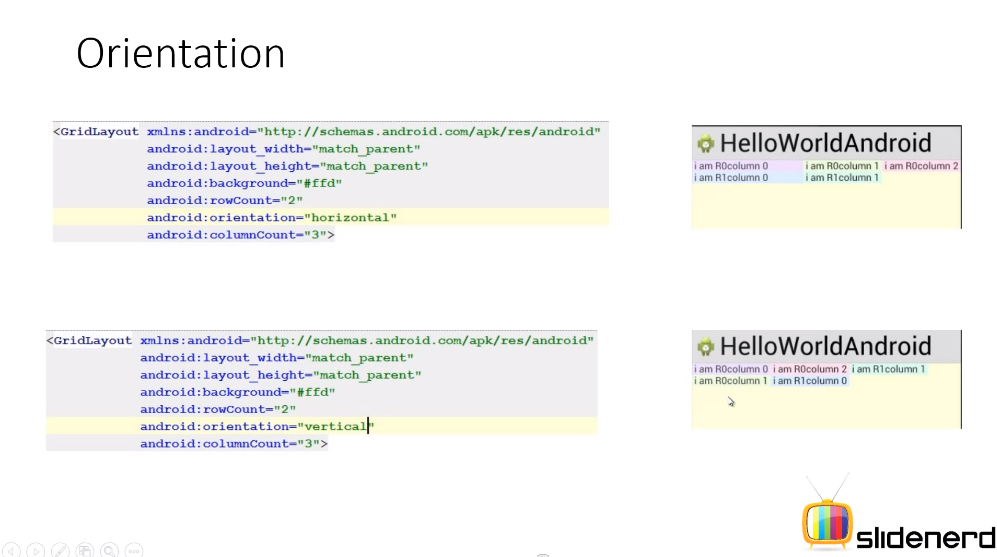 Orientation
<GridLayout xmlns:android="http://schemas.android.com/apk/res/android"
android:layout_width="match_parent"
android:layout_height="match_parent"
android:background="#ffd"
android:rowCount="2"
android:orientation="horizontal"
android:columnCount="3">
HelloWorldAndroid
i am R0column 0 i am R0column 1 i am R0column 2
i am R1column 0 i am R1column 1
<GridLayout xmlns:android="http://schemas.android.com/apk/res/android"
android:layout_width="match_parent"
android:layout_height="match_parent"
android:background="#ffd"
android:rowCount="2"
android:orientation="vertical"
android:columnCount="3">
HelloWorldAndroid
i am R0column 0 i am R0column 2 i am R1column 1
i am R0column 1 i am R1column 0
slidenerd